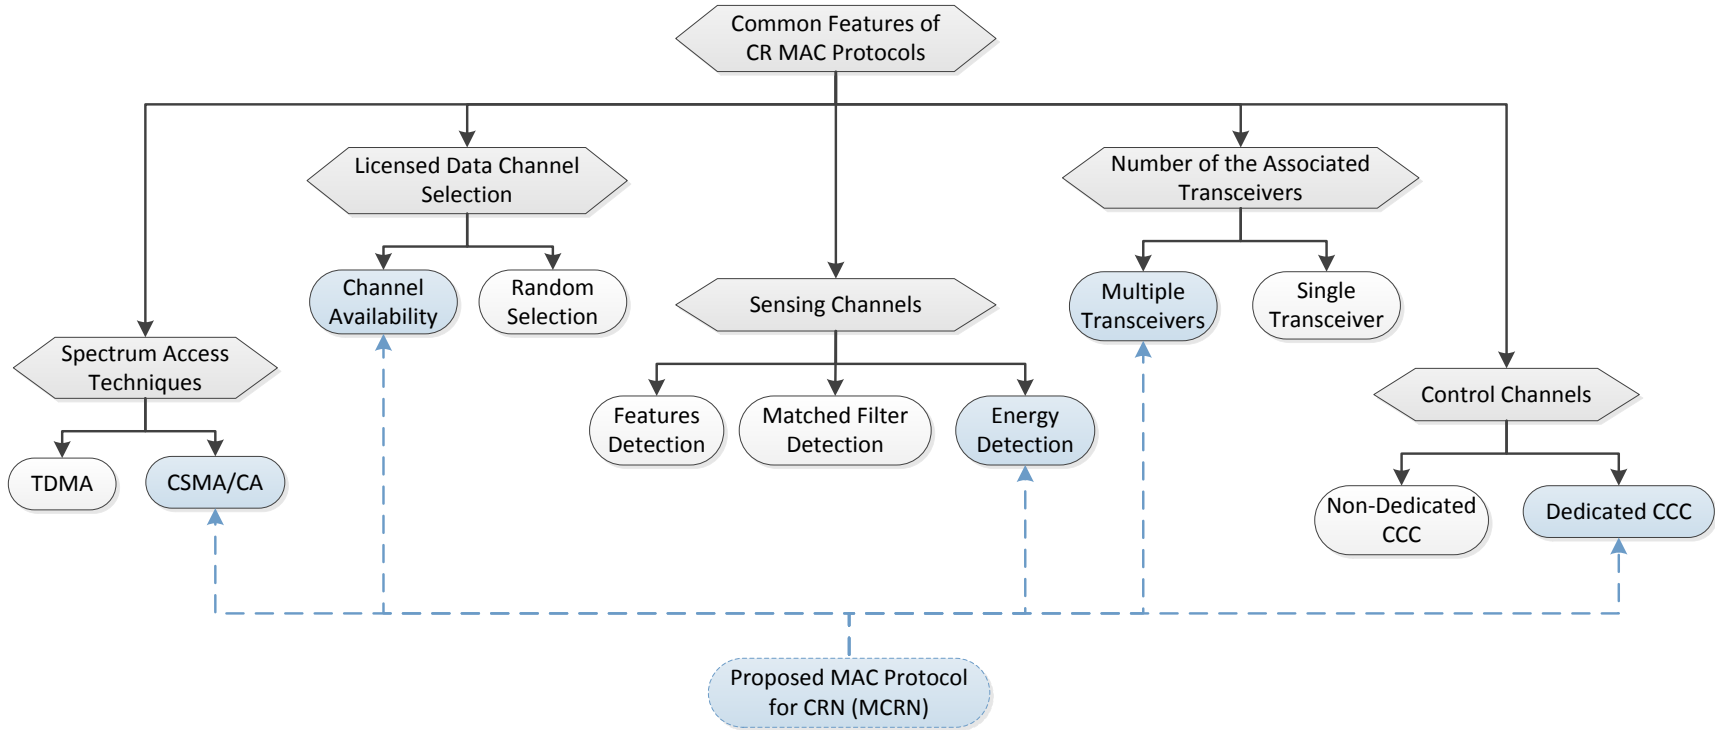 Common Features of
CR MAC Protocols
Licensed Data Channel
Selection
Number of the Associated
Transceivers
Channel
Availability
Random
Selection
Sensing Channels
Multiple
Transceivers
Single
Transceiver
Spectrum Access
Techniques
Control Channels
Features
Detection
Matched Filter
Detection
Energy
Detection
TDMA
CSMA/CA
Non-Dedicated
CCC
Dedicated CCC
Proposed MAC Protocol
for CRN (MCRN)